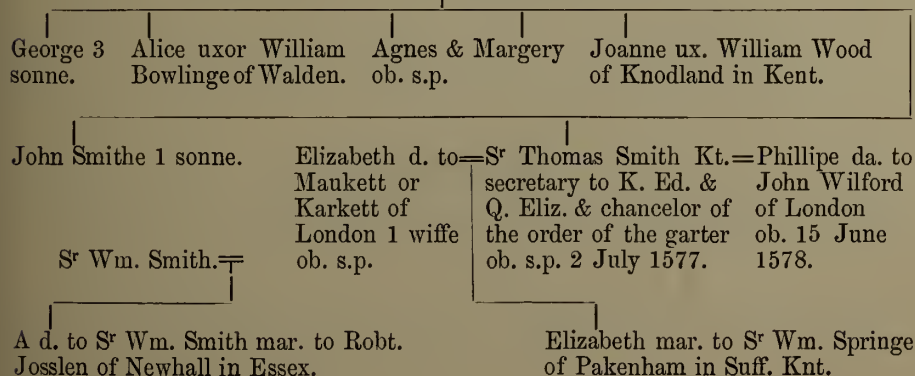 George 3
sonne.
Alice uxor William
Bowlinge of Walden.
Agnes & Margery
ob. s.p.
Joanne ux. William Wood
of Knodland in Kent.
John Smithe 1 sonne.
Elizabeth d. to
Maukett or
Karkett of
London 1 wiffe
ob. s.p.
Sr Thomas Smith Kt.
secretary to K. Ed. &
Q. Eliz. & chancelor of
the order of the garter
ob. s.p. 2 July 1577.
Phillipe da. to
John Wilford
of London
ob. 15 June
1578.
Sr Wm. Smith.
A d. to Sr Wm. Smith mar. to Robt.
Josslen of Newhall in Essex.
Elizabeth mar. to Sr Wm. Springe
of Pakenham in Suff. Knt.